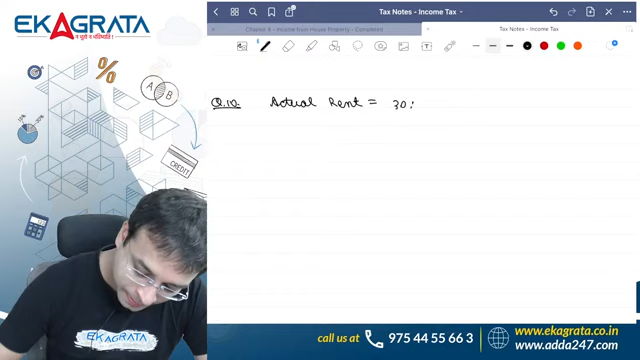 EKAGRATA
Tax Notes - Income Tax
Chapter 4 - Income from House Property - Completed
Tax Notes - Income Tax
A
B
%
CREDIT
Q.10. Actual Rent = 30,
EKAGRATA
call us at 975 44 55 66 3
www.ekagrata.co.in
www.adda247.com